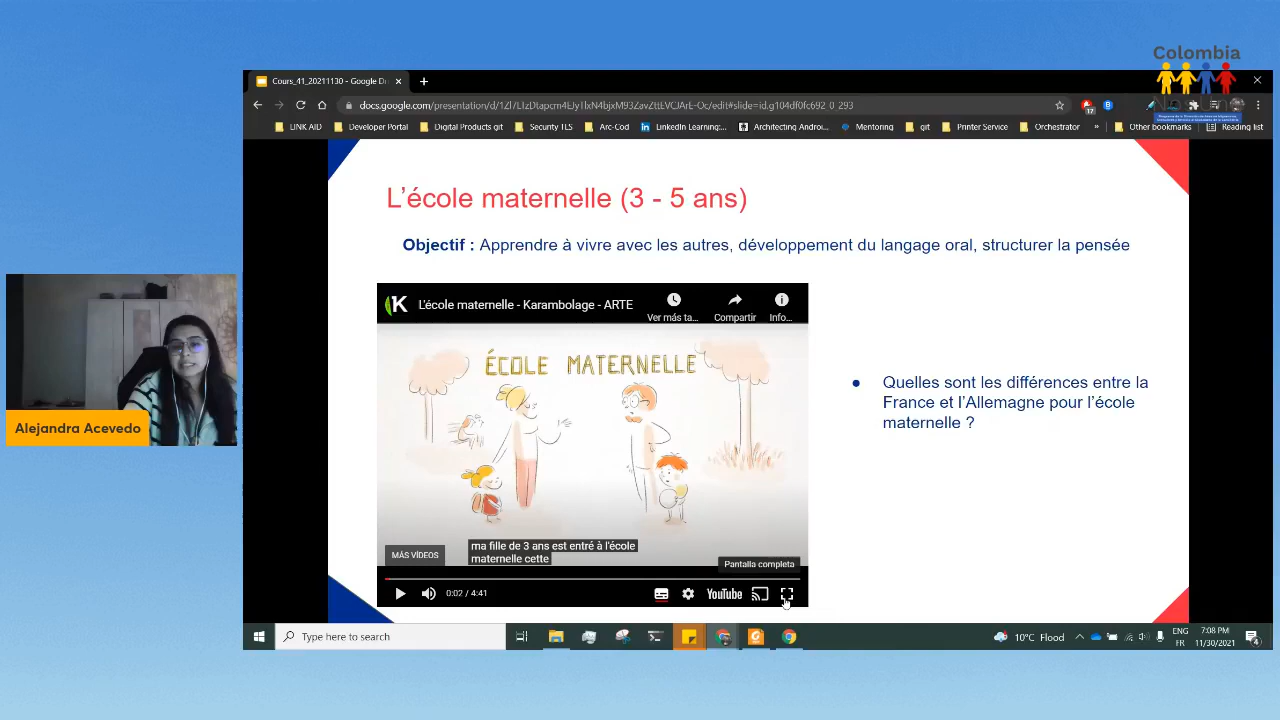 Colombia
Cours_41_20211130 - Google D
LINK AID
Developer Portal
Digital Products git
Security TLS
Arc-Cod
LinkedIn Learning:...
Architecting Androi...
Mentoring
git
Printer Service
Orchestrator
»
Other bookmarks
Reading list
L'école maternelle (3 - 5 ans)
Objectif : Apprendre à vivre avec les autres, développement du langage oral, structurer la pensée
K
L'école maternelle - Karambolage - ARTE
Ver más ta...
Compartir
Info...
ÉCOLE MATERNELLE
ma fille de 3 ans est entré à l'école
maternelle cette
MÁS VÍDEOS
Pantalla completa
0:02 / 4:41
YouTube
• Quelles sont les différences entre la
France et l'Allemagne pour l'école
maternelle ?
Alejandra Acevedo
Type here to search
10°C Flood
ENG
FR
7:08 PM
11/30/2021
4